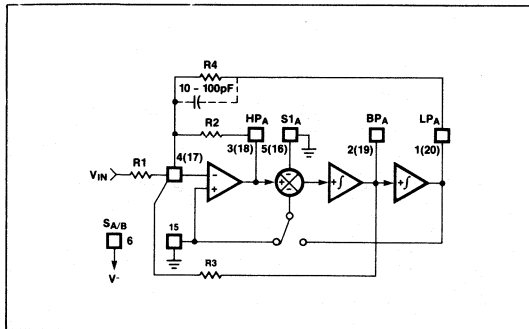 R4
10 – 100pF
R2
HPA
S1A
BPA
LPA
3(18)
5(16)
2(19)
1(20)
R1
4(17)
VIN
–
+
+
–
–
+∫
+∫
SA/B
6
V-
15
R3